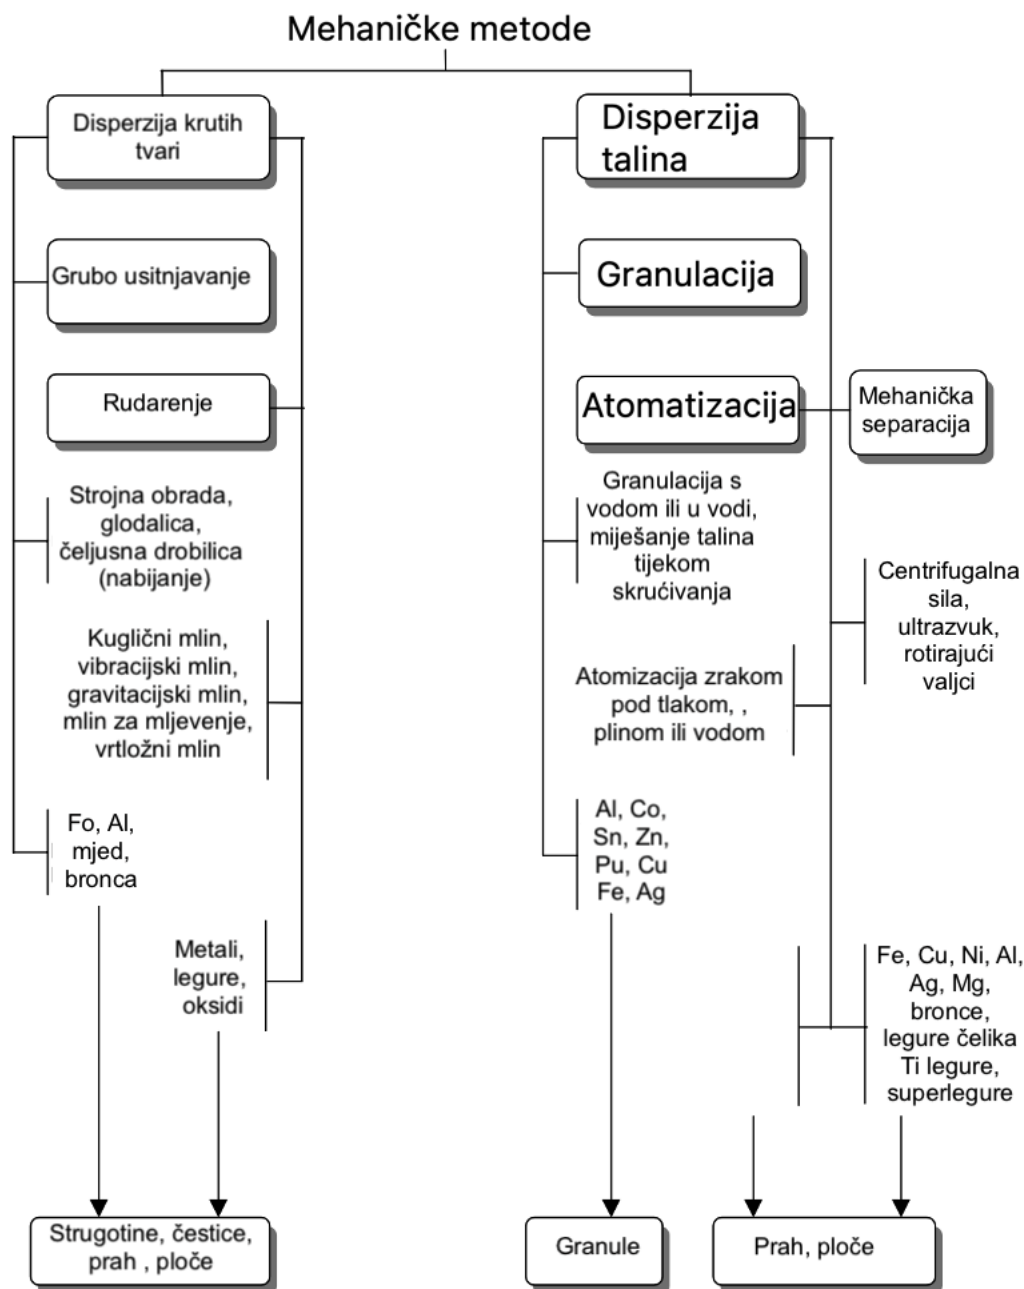 Mehaničke metode
Disperzija krutih
tvari
Grubo usitnjavanje
Rudarenje
Strojna obrada,
glodalica,
čeljusna drobilica
(nabijanje)
Kuglični mlin,
vibracijski mlin,
gravitacijski mlin,
mlin za mljevenje,
vrtložni mlin
Fo, Al,
mjed,
bronca
Metali,
legure,
oksidi
Strugotine, čestice,
prah , ploče
Disperzija
talina
Granulacija
Atomatizacija
Mehanička
separacija
Granulacija s
vodom ili u vodi,
miješanje talina
tijekom
skrućivanja
Centrifugalna
sila,
ultrazvuk,
rotirajući
valjci
Atomizacija zrakom
pod tlakom, ,
plinom ili vodom
Al, Co,
Sn, Zn,
Pu, Cu
Fe, Ag
Fe, Cu, Ni, Al,
Ag, Mg,
bronce,
legure čelika
Ti legure,
superlegure
Granule
Prah, ploče